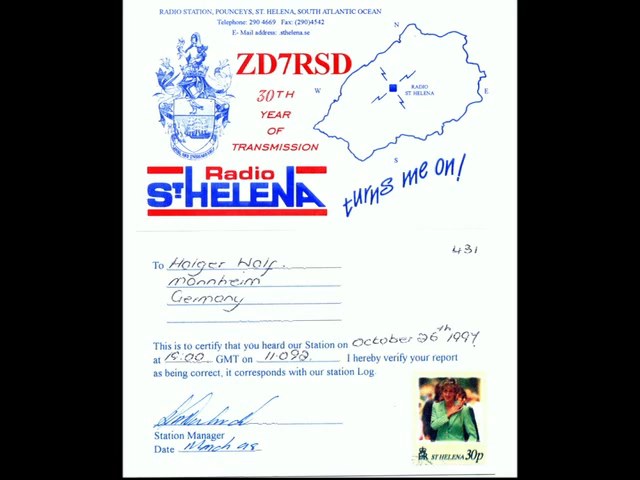 RADIO STATION, POUNCEYS, ST. HELENA, SOUTH ATLANTIC OCEAN
Telephone: 290 4669 Fax: (290)4542
E- Mail address: .sthelena.se
ZD7RSD
30TH
YEAR
OF
TRANSMISSION
N
W
E
S
RADIO
ST HELENA
Radio
ST HELENA
turns me on!
431
To Haiger Wolf.
Mannheim
Germany
This is to certify that you heard our Station on October 26th 1997
at 19.00 GMT on 11.092. I hereby verify your report
as being correct, it corresponds with our station Log.
Station Manager
Date March 98
ST HELENA 30p